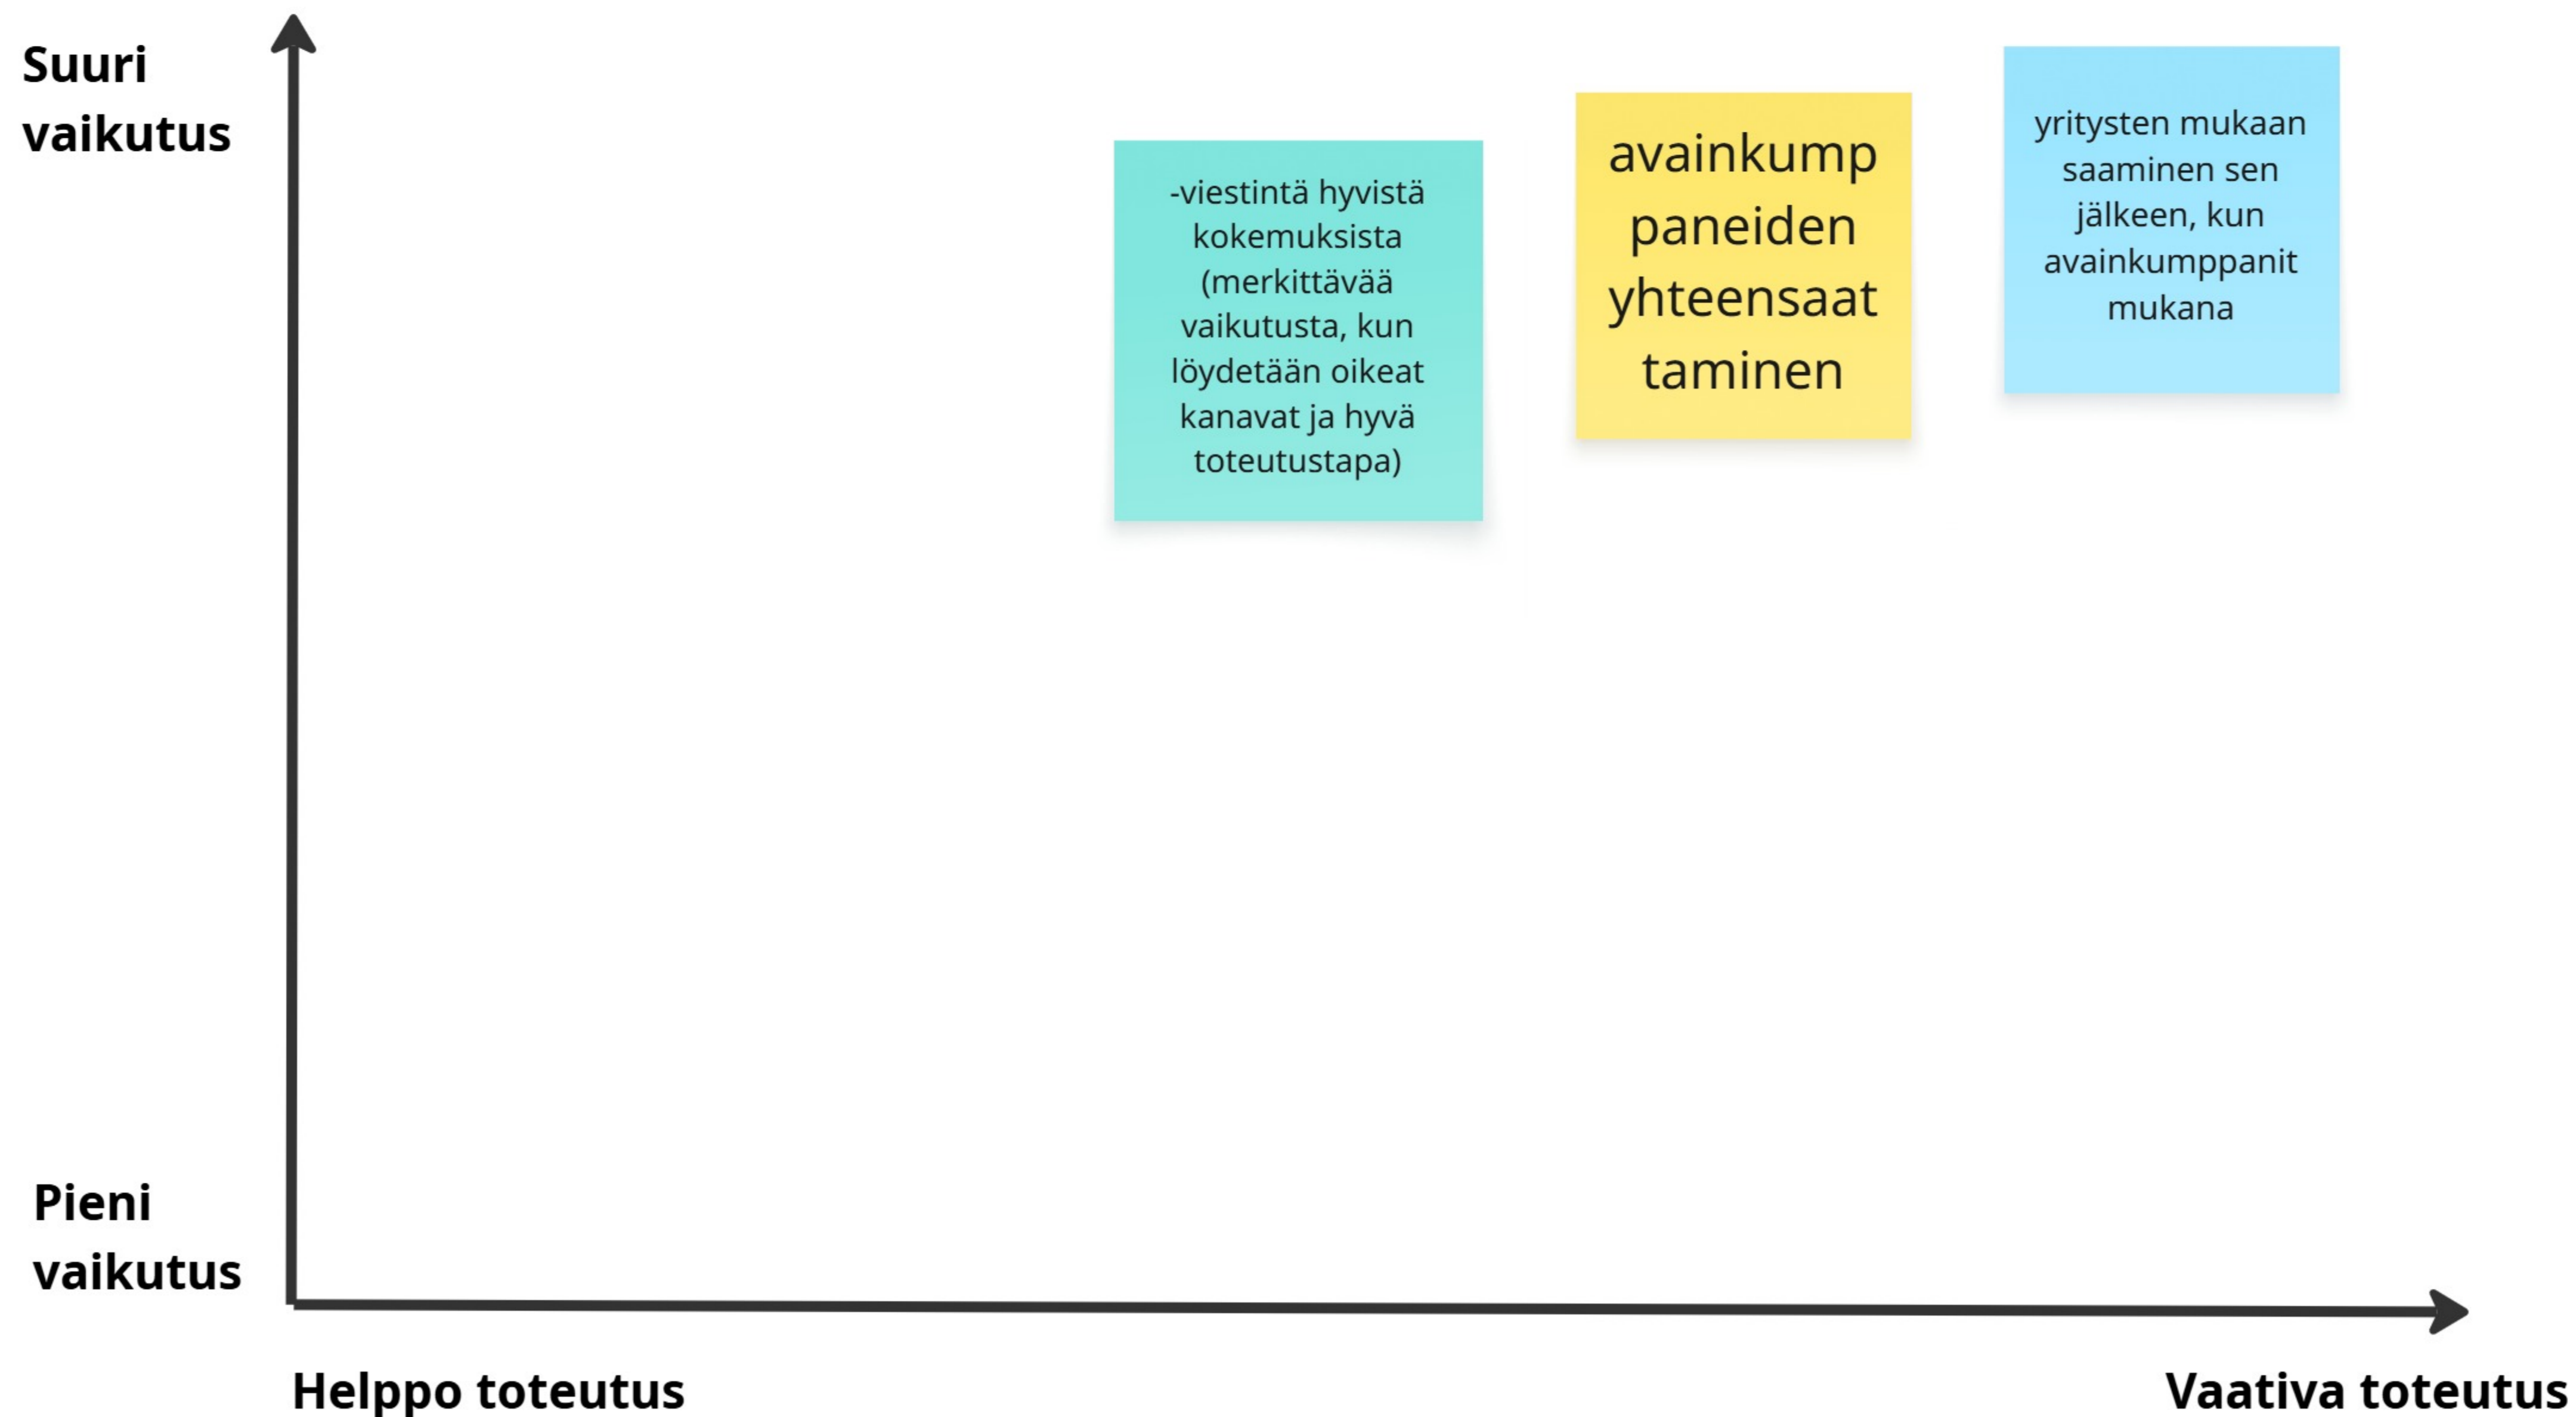 Suuri
vaikutus
-viestintä hyvistä
kokemuksista
(merkittävää
vaikutusta, kun
löydetään oikeat
kanavat ja hyvä
toteutustapa)
avainkump
paneiden
yhteensaat
taminen
yritysten mukaan
saaminen sen
jälkeen, kun
avainkumppanit
mukana
Pieni
vaikutus
Helppo toteutus
Vaativa toteutus